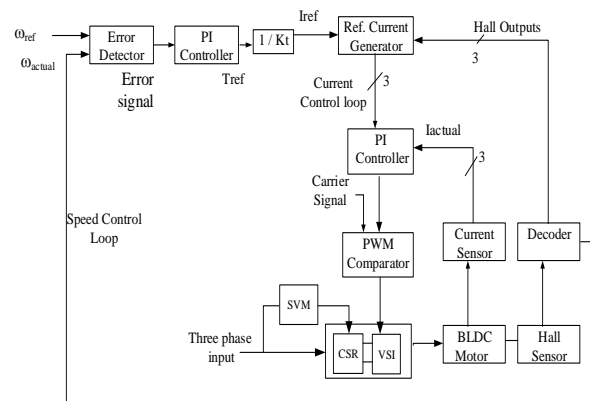 ωref
ωactual
Error
Detector
Error
signal
PI
Controller
Tref
1 / Kt
Iref
Ref. Current
Generator
Hall Outputs
3
Current
Control loop
3
PI
Controller
Iactual
3
Carrier
Signal
Speed Control
Loop
PWM
Comparator
Current
Sensor
Decoder
SVM
Three phase
input
CSR
VSI
BLDC
Motor
Hall
Sensor